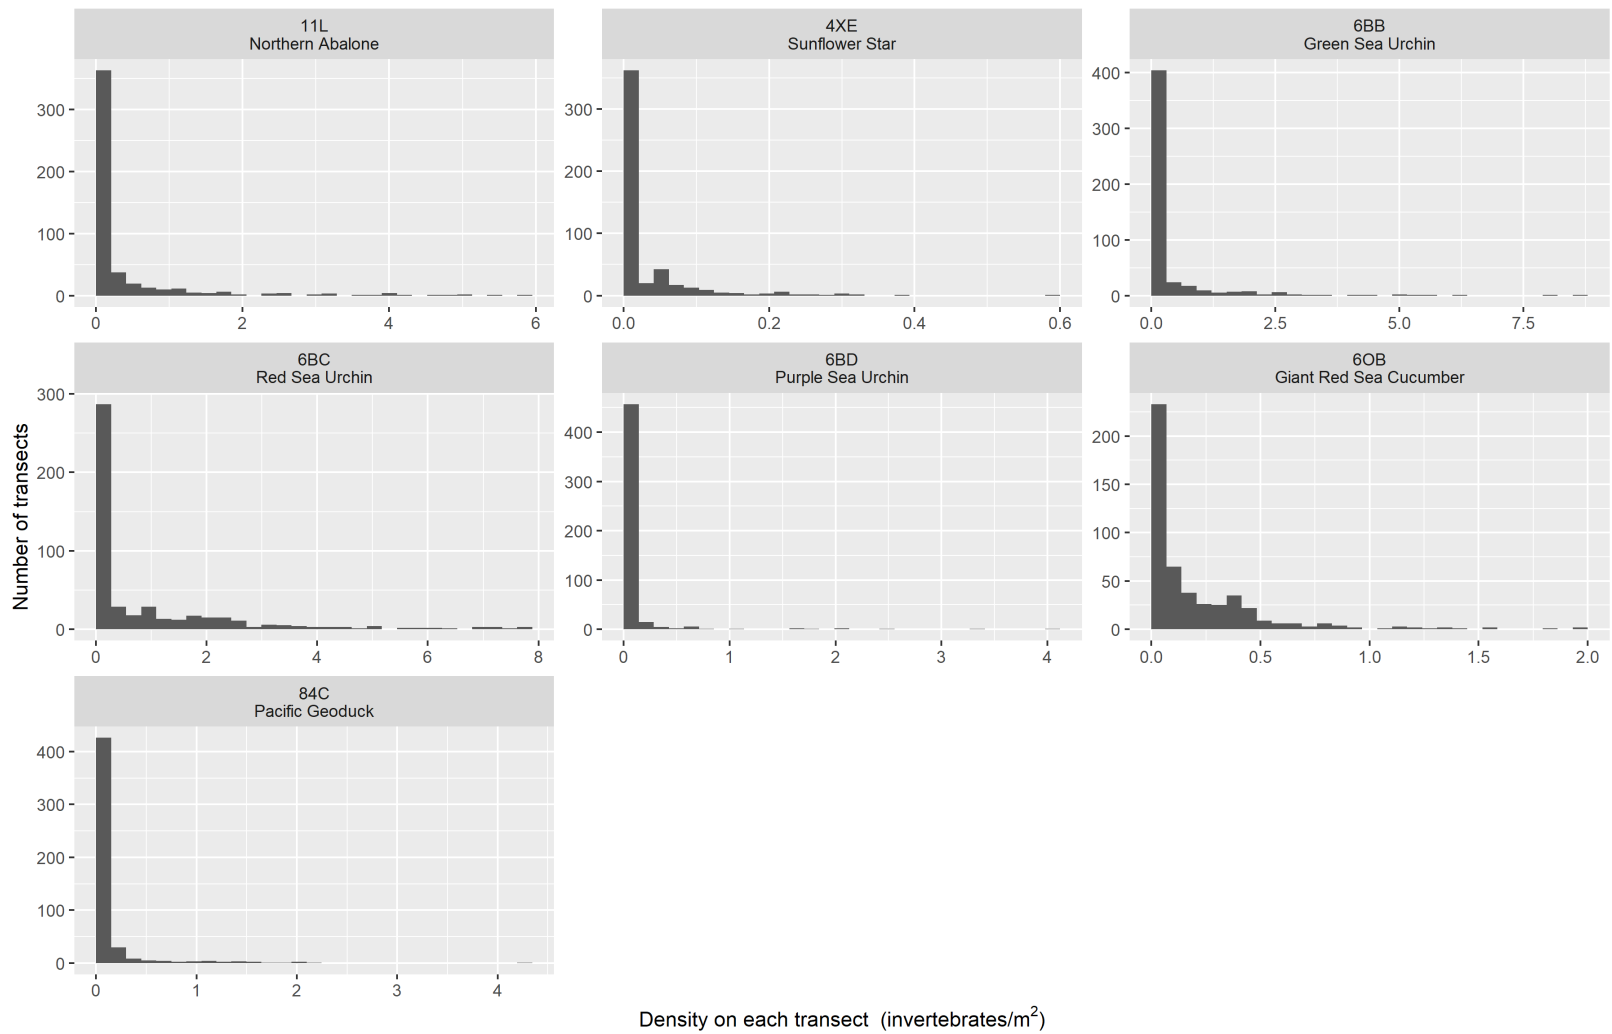 11L
Northern Abalone
300
200
100
0
0 2 4 6
4XE
Sunflower Star
300
200
100
0
0.0 0.2 0.4 0.6
6BB
Green Sea Urchin
400
300
200
100
0
0.0 2.5 5.0 7.5
6BC
Red Sea Urchin
300
200
100
0
0 2 4 6 8
6BD
Purple Sea Urchin
400
300
200
100
0
0 1 2 3 4
6OB
Giant Red Sea Cucumber
200
150
100
50
0
0.0 0.5 1.0 1.5 2.0
84C
Pacific Geoduck
400
300
200
100
0
0 1 2 3 4
Number of transects
Density on each transect (invertebrates/m²)